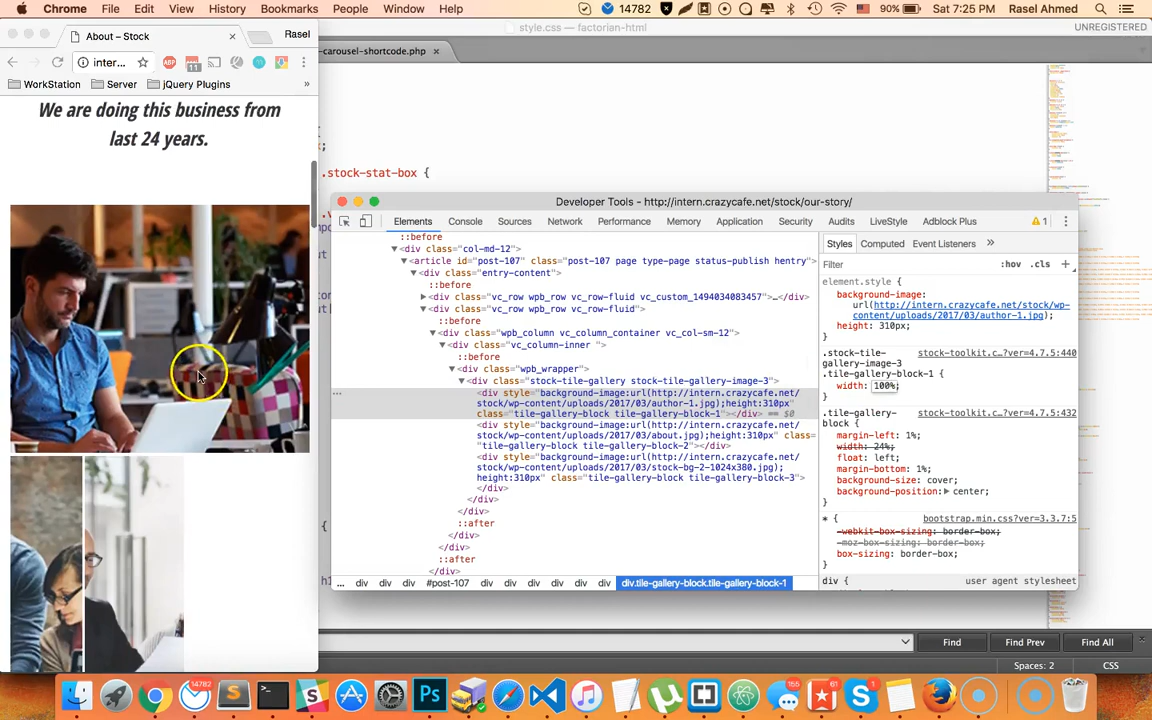 Chrome File Edit View History Bookmarks People Window Help 14782 90% Sat 7:25 PM Rasel Ahmed
About – Stock × Rasel
style.css — factorian-html UNREGISTERED
inter...
-carousel-shortcode.php ×
WorkStation Server jQuery Plugins »
We are doing this business from
last 24 years.
.stock-stat-box {
Developer Tools - http://intern.crazycafe.net/stock/our-story/
Elements Console Sources Network Performance Memory Application Security Audits LiveStyle Adblock Plus 1
::before
<div class="col-md-12">
<article id="post-107" class="post-107 page type-page status-publish hentry">
<div class="entry-content">
::before
<div class="vc_row wpb_row vc_row-fluid vc_custom_1494034083457">…</div>
<div class="vc_row wpb_row vc_row-fluid">
::before
<div class="wpb_column vc_column_container vc_col-sm-12">
<div class="vc_column-inner ">
::before
<div class="wpb_wrapper">
<div class="stock-tile-gallery stock-tile-gallery-image-3">
<div style="background-image:url(http://intern.crazycafe.net/
stock/wp-content/uploads/2017/03/author-1.jpg);height:310px"
class="tile-gallery-block tile-gallery-block-1"></div> == $0
<div style="background-image:url(http://intern.crazycafe.net/
stock/wp-content/uploads/2017/03/about.jpg);height:310px" class=
"tile-gallery-block tile-gallery-block-2"></div>
<div style="background-image:url(http://intern.crazycafe.net/
stock/wp-content/uploads/2017/03/stock-bg-2-1024x380.jpg);
height:310px" class="tile-gallery-block tile-gallery-block-3">
</div>
</div>
</div>
::after
</div>
</div>
::after
</div>
... div div div #post-107 div div div div div div div.tile-gallery-block.tile-gallery-block-1
Styles Computed Event Listeners »
Filter :hov .cls +
element.style {
background-image:
url(http://intern.crazycafe.net/stock/wp-
content/uploads/2017/03/author-1.jpg);
height: 310px;
}
.stock-tile- stock-toolkit.c…?ver=4.7.5:440
gallery-image-3
.tile-gallery-block-1 {
width: 100%;
}
.tile-gallery- stock-toolkit.c…?ver=4.7.5:432
block {
margin-left: 1%;
width: 24%;
float: left;
margin-bottom: 1%;
background-size: cover;
background-position: center;
}
* { bootstrap.min.css?ver=3.3.7:5
-webkit-box-sizing: border-box;
-moz-box-sizing: border-box;
box-sizing: border-box;
}
div { user agent stylesheet
Find Find Prev Find All
Spaces: 2 CSS